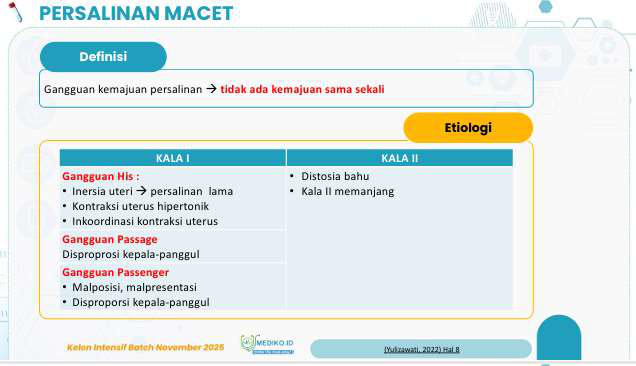 PERSALINAN MACET
Definisi
Gangguan kemajuan persalinan → tidak ada kemajuan sama sekali
Etiologi
KALA I
Gangguan His :
• Inersia uteri → persalinan lama
• Kontraksi uterus hipertonik
• Inkoordinasi kontraksi uterus
Gangguan Passage
Disproprosi kepala-panggul
Gangguan Passenger
• Malposisi, malpresentasi
• Disproporsi kepala-panggul
KALA II
• Distosia bahu
• Kala II memanjang
Kelon Intensif Batch November 2025
MEDIKO.ID
(Yulizawati, 2022) Hal 8